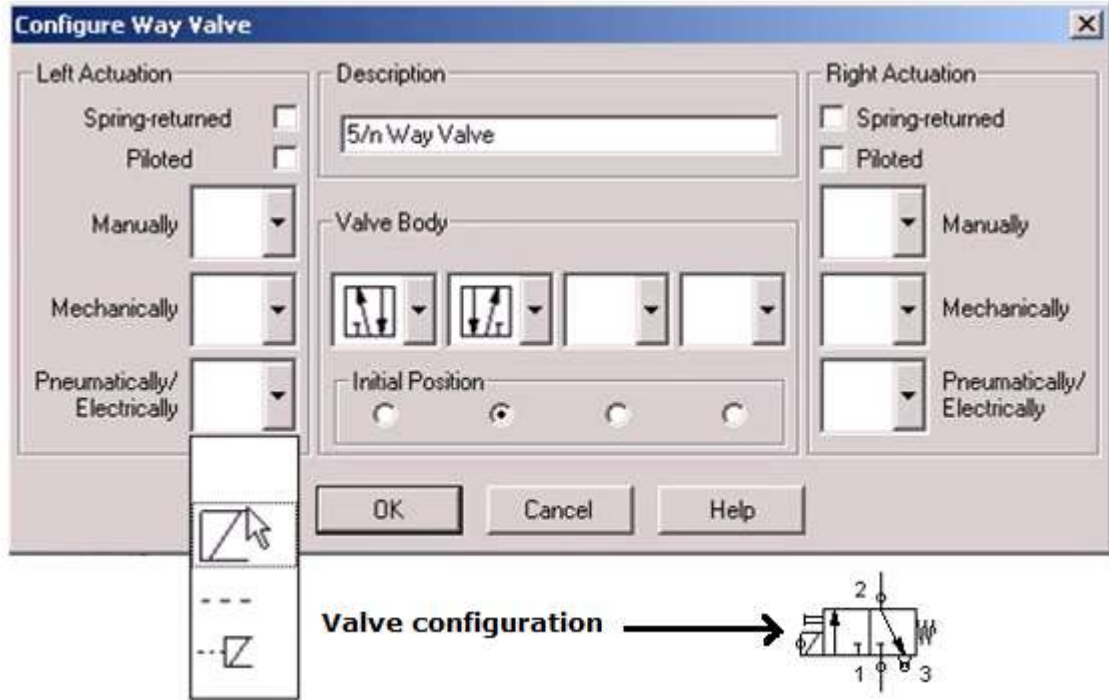 Configure Way Valve
Left Actuation
Spring-returned
Piloted
Manually
Mechanically
Pneumatically/
Electrically
Description
5/n Way Valve
Valve Body
Initial Position
Right Actuation
Spring-returned
Piloted
Manually
Mechanically
Pneumatically/
Electrically
OK
Cancel
Help
Valve configuration
2
1
3